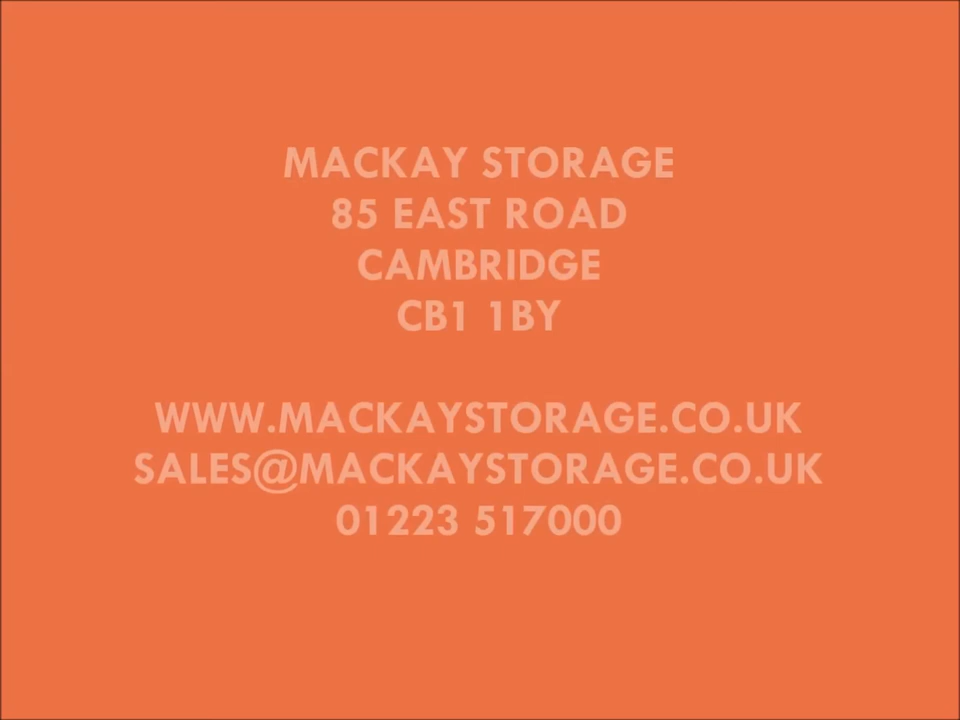 MACKAY STORAGE
85 EAST ROAD
CAMBRIDGE
CB1 1BY
WWW.MACKAYSTORAGE.CO.UK
SALES@MACKAYSTORAGE.CO.UK
01223 517000